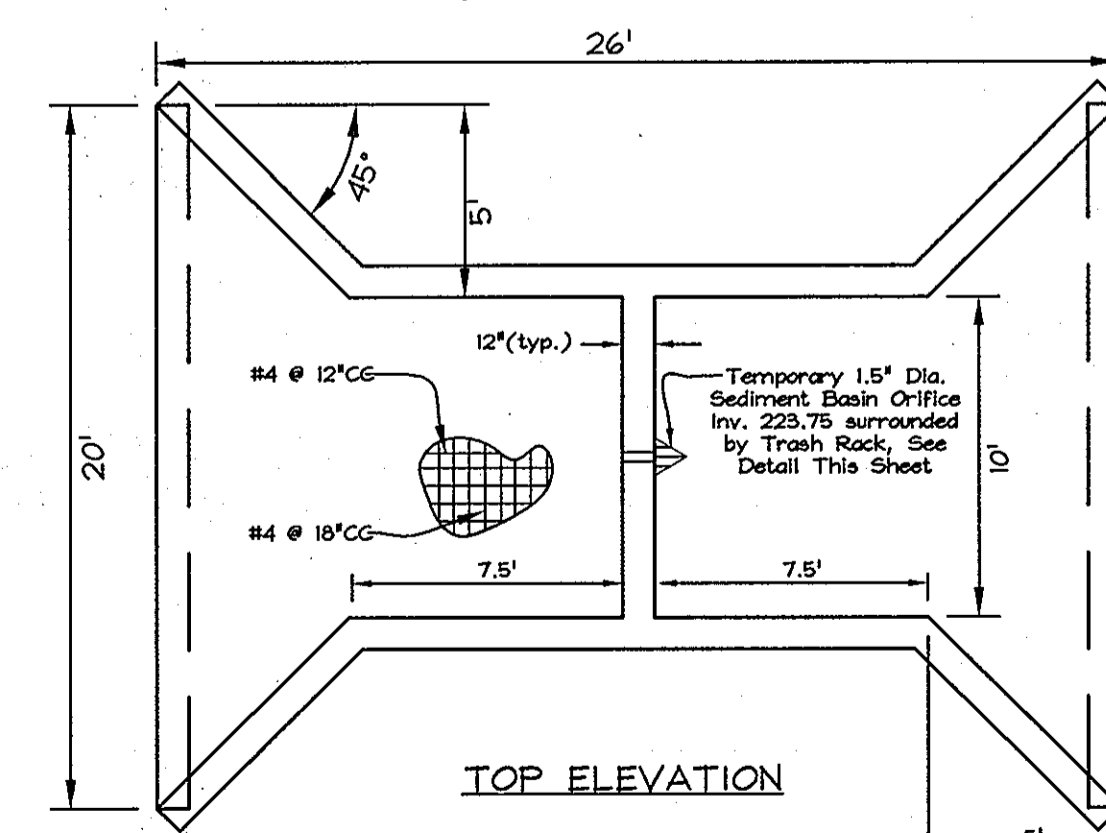 26'
45°
5'
12"(typ.)
#4 @ 12"CC
Temporary 1.5" Dia.
Sediment Basin Orifice
Inv. 223.75 surrounded
by Trash Rack, See
Detail This Sheet
20'
10'
#4 @ 18"CC
7.5'
7.5'
TOP ELEVATION